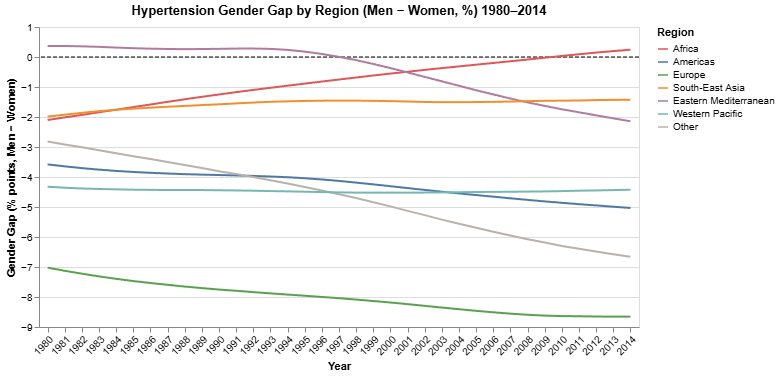 Hypertension Gender Gap by Region (Men − Women, %) 1980–2014
Gender Gap (% points, Men − Women)
1
0
−1
−2
−3
−4
−5
−6
−7
−8
−9
1980 1981 1982 1983 1984 1985 1986 1987 1988 1989 1990 1991 1992 1993 1994 1995 1996 1997 1998 1999 2000 2001 2002 2003 2004 2005 2006 2007 2008 2009 2010 2011 2012 2013 2014
Year
Region
Africa
Americas
Europe
South-East Asia
Eastern Mediterranean
Western Pacific
Other